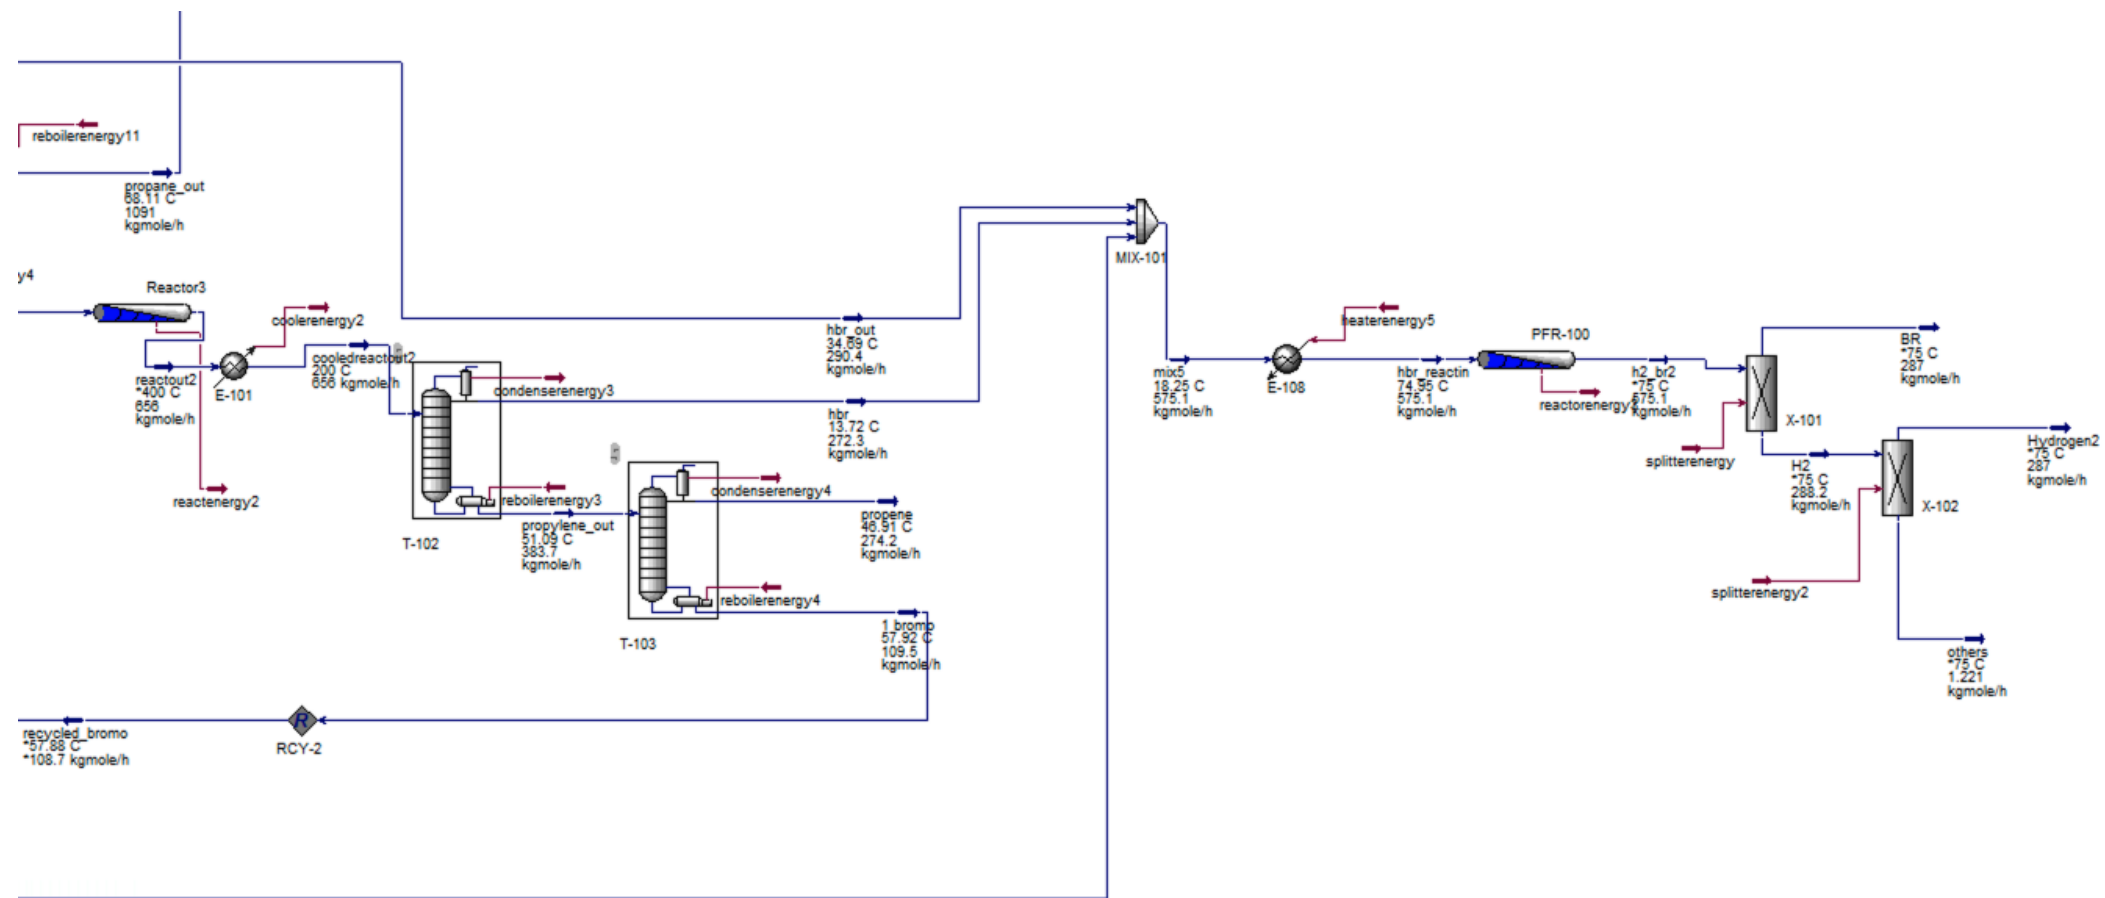 reboilerenergy11
propane_out
68.11 C
1091
kgmole/h
y4
Reactor3
coolerenergy2
cooledreactout2
200 C
656 kgmole/h
reactout2
*400 C
656
kgmole/h
E-101
reactenergy2
condenserenergy3
T-102
reboilerenergy3
propylene_out
51.09 C
383.7
kgmole/h
hbr_out
34.69 C
290.4
kgmole/h
hbr
13.72 C
272.3
kgmole/h
condenserenergy4
propene
46.91 C
274.2
kgmole/h
reboilerenergy4
T-103
1_bromo
57.92 C
109.5
kgmole/h
R
RCY-2
recycled_bromo
*57.88 C
*108.7 kgmole/h
MIX-101
mix5
18.25 C
575.1
kgmole/h
heaterenergy5
E-108
hbr_reactin
74.95 C
575.1
kgmole/h
PFR-100
h2_br2
*75 C
575.1
kgmole/h
splitterenergy
X-101
BR
*75 C
287
kgmole/h
H2
*75 C
288.2
kgmole/h
Hydrogen2
*75 C
287
kgmole/h
X-102
splitterenergy2
others
*75 C
1.221
kgmole/h